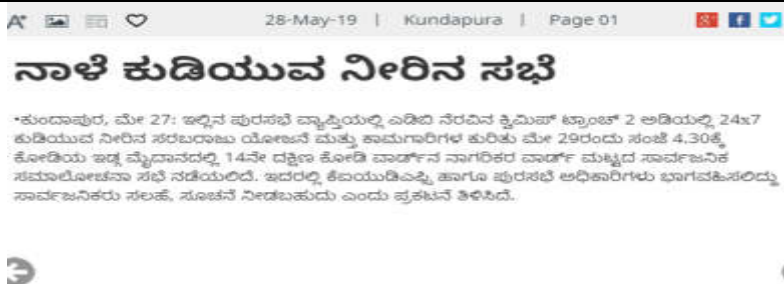 28-May-19 | Kundapura | Page 01
ನಾಳೆ ಕುಡಿಯುವ ನೀರಿನ ಸಭೆ
•ಕುಂದಾಪುರ, ಮೇ 27: ಇಲ್ಲಿನ ಪುರಸಭೆ ವ್ಯಾಪ್ತಿಯಲ್ಲಿ ಎಡಿಬಿ ನೆರವಿನ ಕ್ವಿಮಿಪ್ ಟ್ರಾಂಚ್ 2 ಅಡಿಯಲ್ಲಿ 24x7
ಕುಡಿಯುವ ನೀರಿನ ಸರಬರಾಜು ಯೋಜನೆ ಮತ್ತು ಕಾಮಗಾರಿಗಳ ಕುರಿತು ಮೇ 29ರಂದು ಸಂಜೆ 4.30ಕ್ಕೆ
ಕೋಡಿಯ ಇಡ್ಜ ಮೈದಾನದಲ್ಲಿ 14ನೇ ದಕ್ಷಿಣ ಕೋಡಿ ವಾರ್ಡ್‌ನ ನಾಗರಿಕರ ವಾರ್ಡ್ ಮಟ್ಟದ ಸಾರ್ವಜನಿಕ
ಸಮಾಲೋಚನಾ ಸಭೆ ನಡೆಯಲಿದೆ. ಇದರಲ್ಲಿ ಕೆಐಯುಡಿಎಫ್ಸಿ ಹಾಗೂ ಪುರಸಭೆ ಅಧಿಕಾರಿಗಳು ಭಾಗವಹಿಸಲಿದ್ದು
ಸಾರ್ವಜನಿಕರು ಸಲಹೆ, ಸೂಚನೆ ನೀಡಬಹುದು ಎಂದು ಪ್ರಕಟನೆ ತಿಳಿಸಿದೆ.